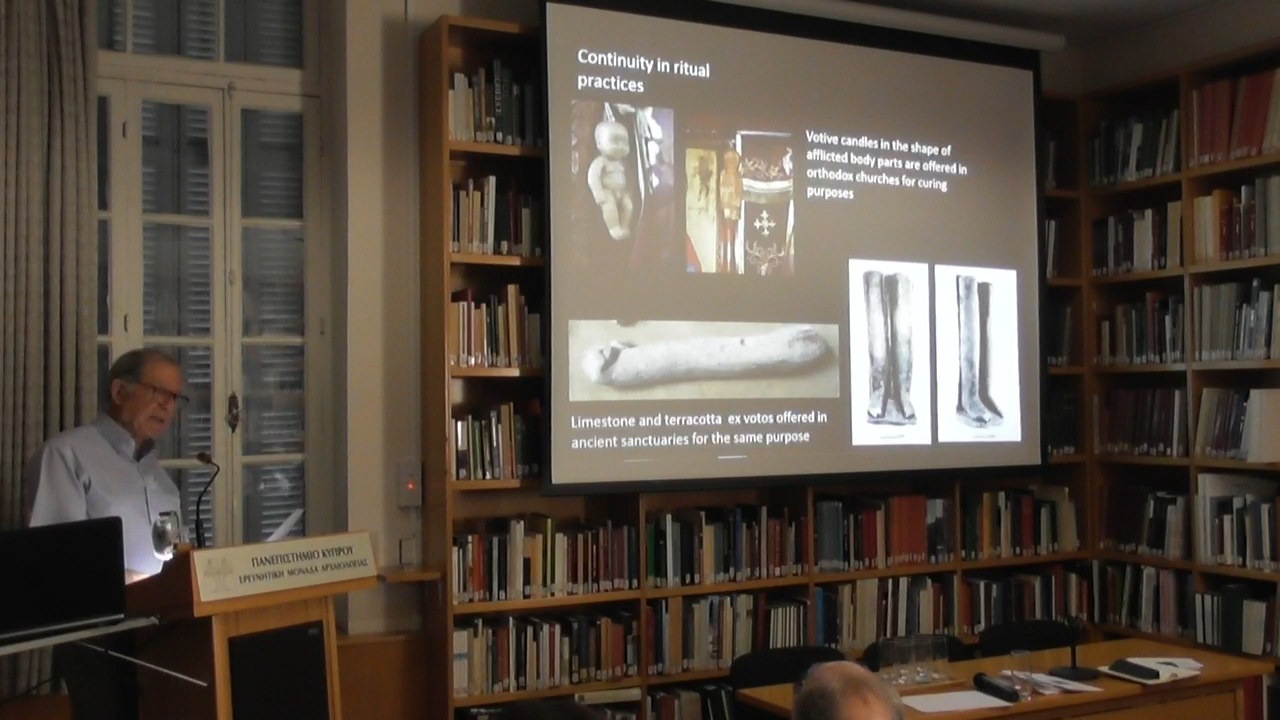 Continuity in ritual
practices
Votive candles in the shape of
afflicted body parts are offered in
orthodox churches for curing
purposes
Limestone and terracotta ex votos offered in
ancient sanctuaries for the same purpose
ΠΑΝΕΠΙΣΤΗΜΙΟ ΚΥΠΡΟΥ
ΕΡΕΥΝΗΤΙΚΗ ΜΟΝΑΔΑ ΑΡΧΑΙΟΛΟΓΙΑΣ